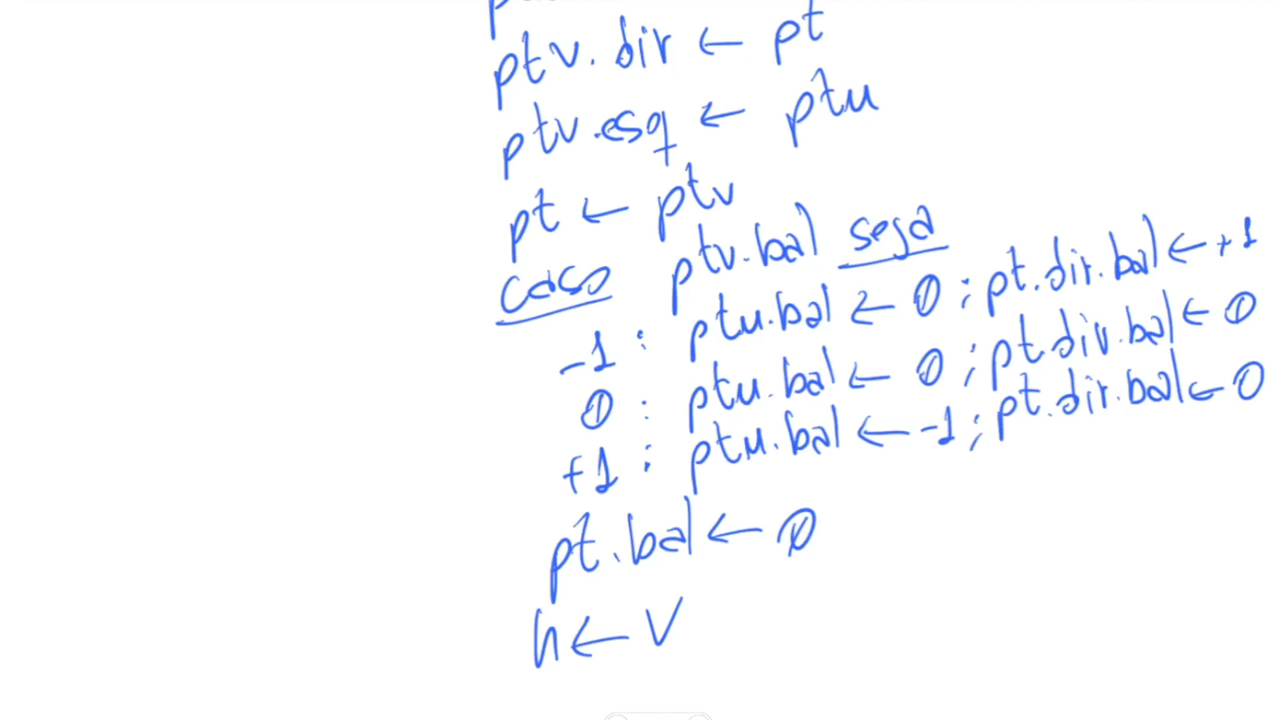 ptv.dir ← pt
ptv.esq ← ptu
pt ← ptv
caso ptv.bal seja
-1 : ptu.bal ← 0 ; pt.dir.bal ← +1
0 : ptu.bal ← 0 ; pt.dir.bal ← 0
+1 : ptu.bal ← -1 ; pt.dir.bal ← 0
pt.bal ← 0
h ← V